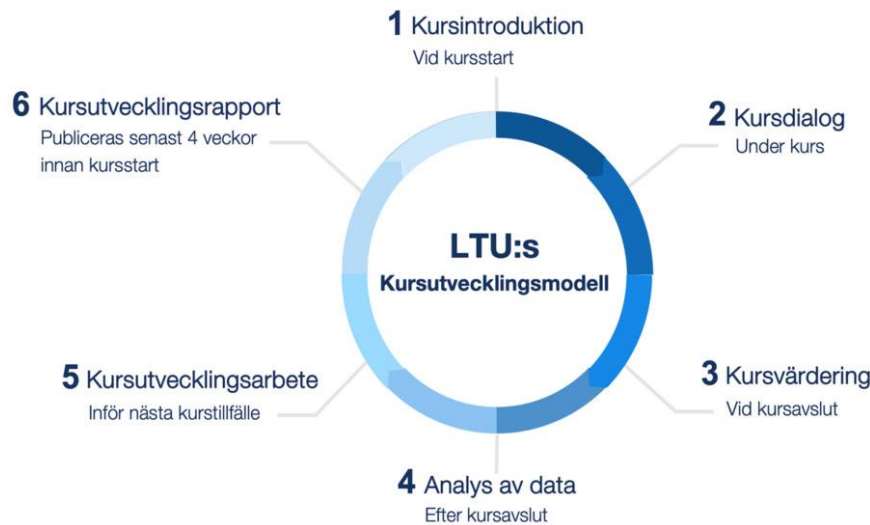 1 Kursintroduktion
Vid kursstart
2 Kursdialog
Under kurs
3 Kursvärdering
Vid kursavslut
4 Analys av data
Efter kursavslut
5 Kursutvecklingsarbete
Inför nästa kurstillfälle
6 Kursutvecklingsrapport
Publiceras senast 4 veckor
innan kursstart
LTU:s
Kursutvecklingsmodell